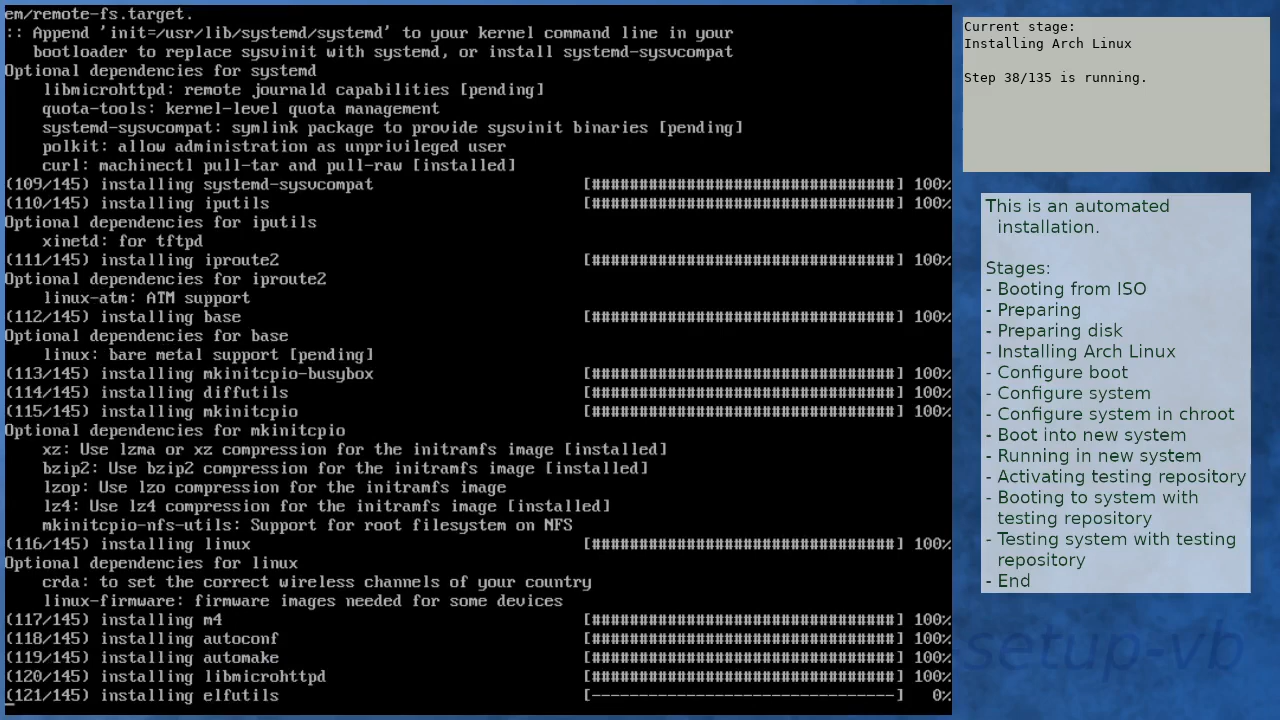 em/remote-fs.target.
:: Append 'init=/usr/lib/systemd/systemd' to your kernel command line in your
bootloader to replace sysvinit with systemd, or install systemd-sysvcompat
Optional dependencies for systemd
libmicrohttpd: remote journald capabilities [pending]
quota-tools: kernel-level quota management
systemd-sysvcompat: symlink package to provide sysvinit binaries [pending]
polkit: allow administration as unprivileged user
curl: machinectl pull-tar and pull-raw [installed]
(109/145) installing systemd-sysvcompat [################################] 100%
(110/145) installing iputils [################################] 100%
Optional dependencies for iputils
xinetd: for tftpd
(111/145) installing iproute2 [################################] 100%
Optional dependencies for iproute2
linux-atm: ATM support
(112/145) installing base [################################] 100%
Optional dependencies for base
linux: bare metal support [pending]
(113/145) installing mkinitcpio-busybox [################################] 100%
(114/145) installing diffutils [################################] 100%
(115/145) installing mkinitcpio [################################] 100%
Optional dependencies for mkinitcpio
xz: Use lzma or xz compression for the initramfs image [installed]
bzip2: Use bzip2 compression for the initramfs image [installed]
lzop: Use lzo compression for the initramfs image
lz4: Use lz4 compression for the initramfs image [installed]
mkinitcpio-nfs-utils: Support for root filesystem on NFS
(116/145) installing linux [################################] 100%
Optional dependencies for linux
crda: to set the correct wireless channels of your country
linux-firmware: firmware images needed for some devices
(117/145) installing m4 [################################] 100%
(118/145) installing autoconf [################################] 100%
(119/145) installing automake [################################] 100%
(120/145) installing libmicrohttpd [################################] 100%
(121/145) installing elfutils [--------------------------------] 0%
Current stage:
Installing Arch Linux
Step 38/135 is running.
This is an automated
installation.
Stages:
- Booting from ISO
- Preparing
- Preparing disk
- Installing Arch Linux
- Configure boot
- Configure system
- Configure system in chroot
- Boot into new system
- Running in new system
- Activating testing repository
- Booting to system with
testing repository
- Testing system with testing
repository
- End
setup-vb